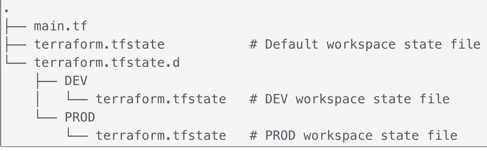 .
├── main.tf
├── terraform.tfstate           # Default workspace state file
└── terraform.tfstate.d
    ├── DEV
    │   └── terraform.tfstate   # DEV workspace state file
    └── PROD
        └── terraform.tfstate   # PROD workspace state file